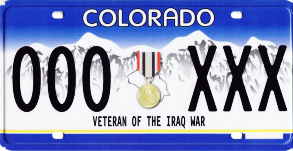 COLORADO
000 XXX
VETERAN OF THE IRAQ WAR